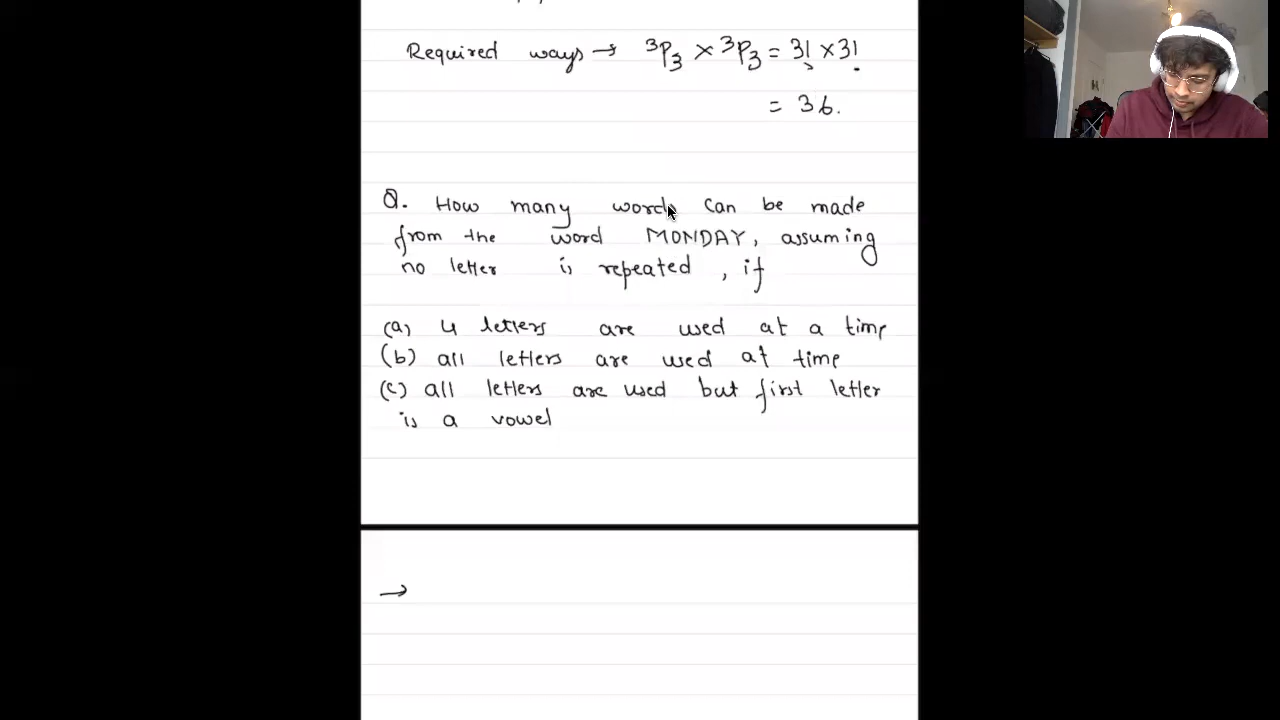 Required ways → ³P₃ × ³P₃ = 3! × 3!
= 36.
Q. How many words can be made
from the word MONDAY, assuming
no letter is repeated, if
(a) 4 letters are used at a time
(b) all letters are used at time
(c) all letters are used but first letter
is a vowel
→